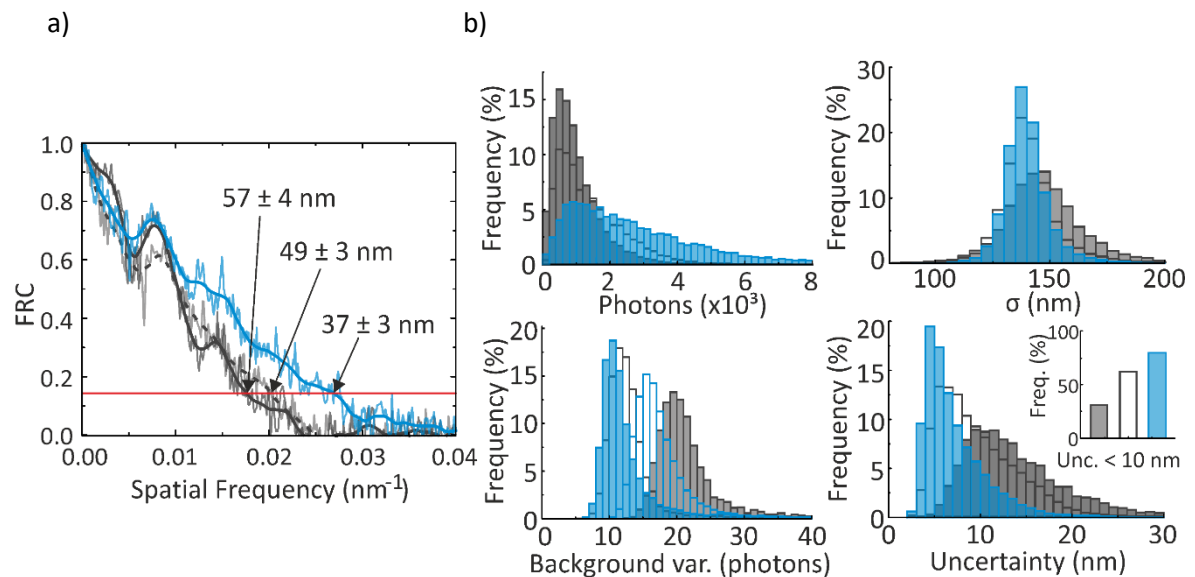 a)
1.0
0.8
0.6
0.4
0.2
0.0
FRC
57 ± 4 nm
49 ± 3 nm
37 ± 3 nm
0.00 0.01 0.02 0.03 0.04
Spatial Frequency (nm⁻¹)
b)
15
10
5
0
Frequency (%)
0 2 4 6 8
Photons (x10³)
30
20
10
0
Frequency (%)
100 150 200
σ (nm)
20
15
10
5
0
Frequency (%)
10 20 30 40
Background var. (photons)
20
15
10
5
0
Frequency (%)
0 10 20 30
Uncertainty (nm)
100
50
0
Freq. (%)
Unc. < 10 nm